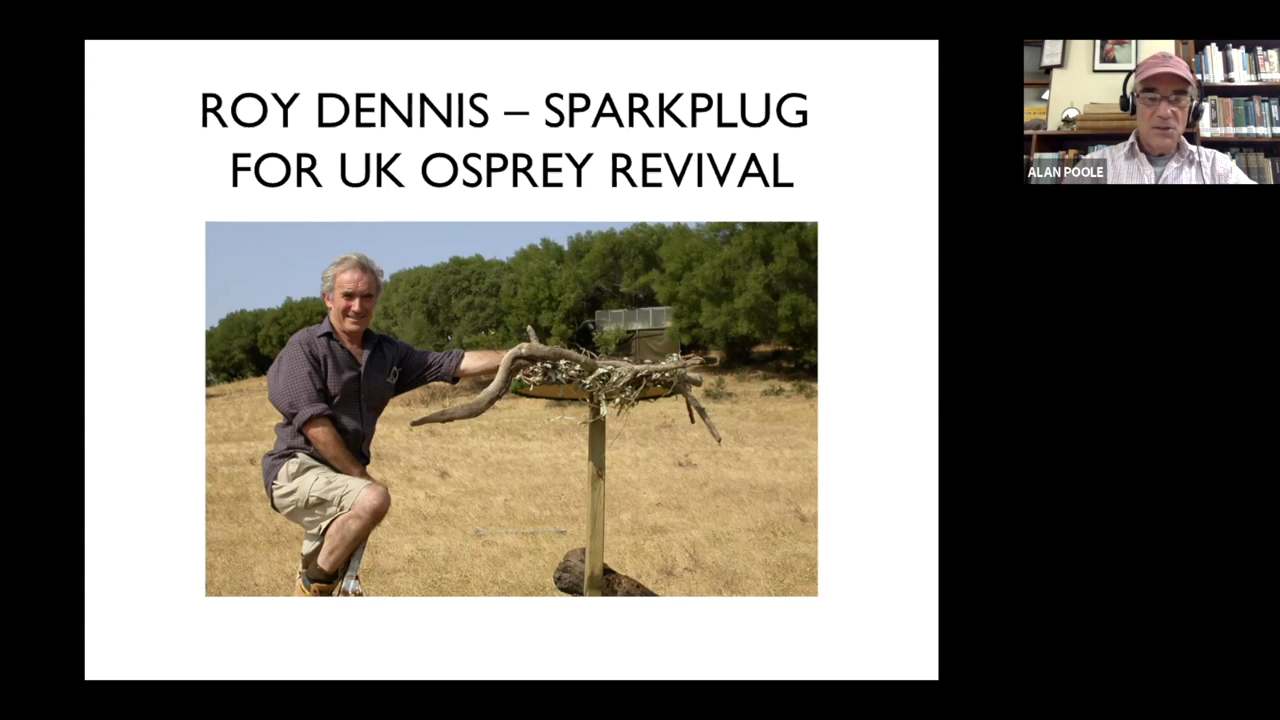 ROY DENNIS – SPARKPLUG
FOR UK OSPREY REVIVAL
ALAN POOLE